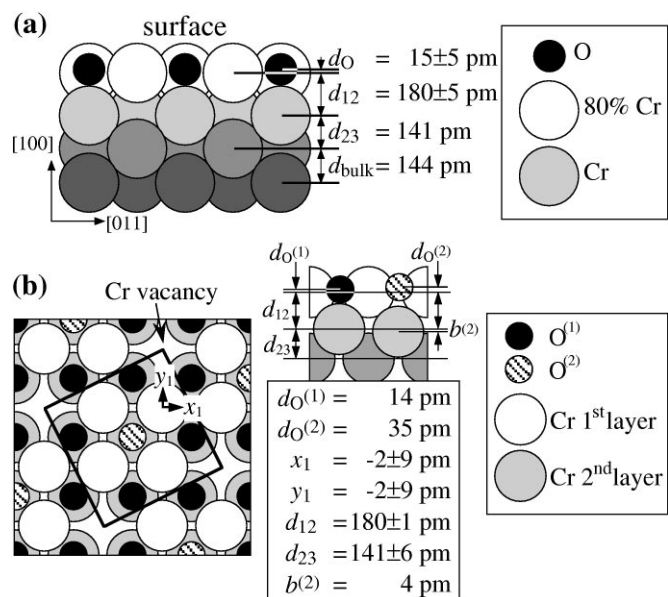 (a)
surface
d_O = 15±5 pm
d_12 = 180±5 pm
d_23 = 141 pm
d_bulk = 144 pm
[100]
[011]
O
80% Cr
Cr
(b)
Cr vacancy
y_1
x_1
d_O(1)
d_O(2)
d_12
b(2)
d_23
d_O(1) = 14 pm
d_O(2) = 35 pm
x_1 = -2±9 pm
y_1 = -2±9 pm
d_12 =180±1 pm
d_23 =141±6 pm
b(2) = 4 pm
O(1)
O(2)
Cr 1st layer
Cr 2nd layer